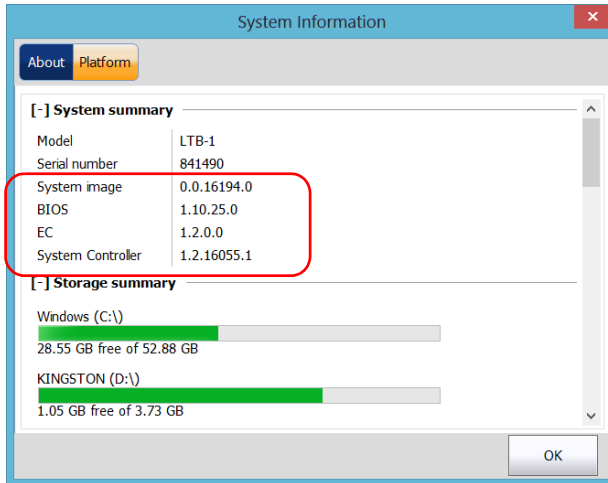 System Information
About Platform
[-] System summary
Model LTB-1
Serial number 841490
System image 0.0.16194.0
BIOS 1.10.25.0
EC 1.2.0.0
System Controller 1.2.16055.1
[-] Storage summary
Windows (C:\)
28.55 GB free of 52.88 GB
KINGSTON (D:\)
1.05 GB free of 3.73 GB
OK